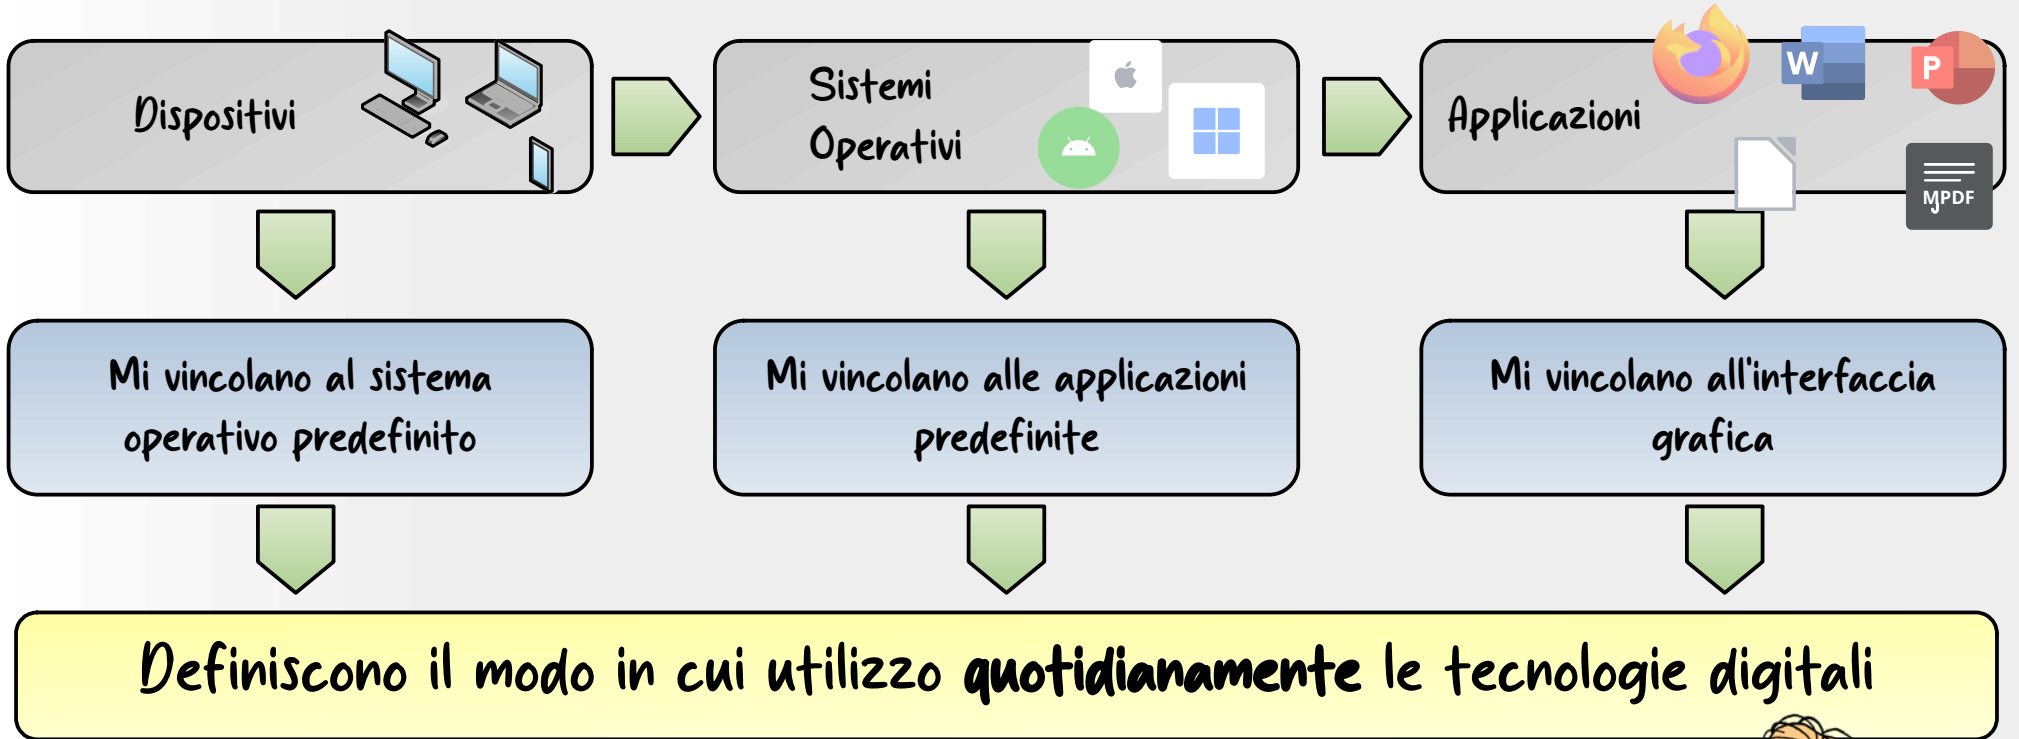 Dispositivi
Sistemi
Operativi
Applicazioni
W
P
MPDF
Mi vincolano al sistema
operativo predefinito
Mi vincolano alle applicazioni
predefinite
Mi vincolano all'interfaccia
grafica
Definiscono il modo in cui utilizzo quotidianamente le tecnologie digitali